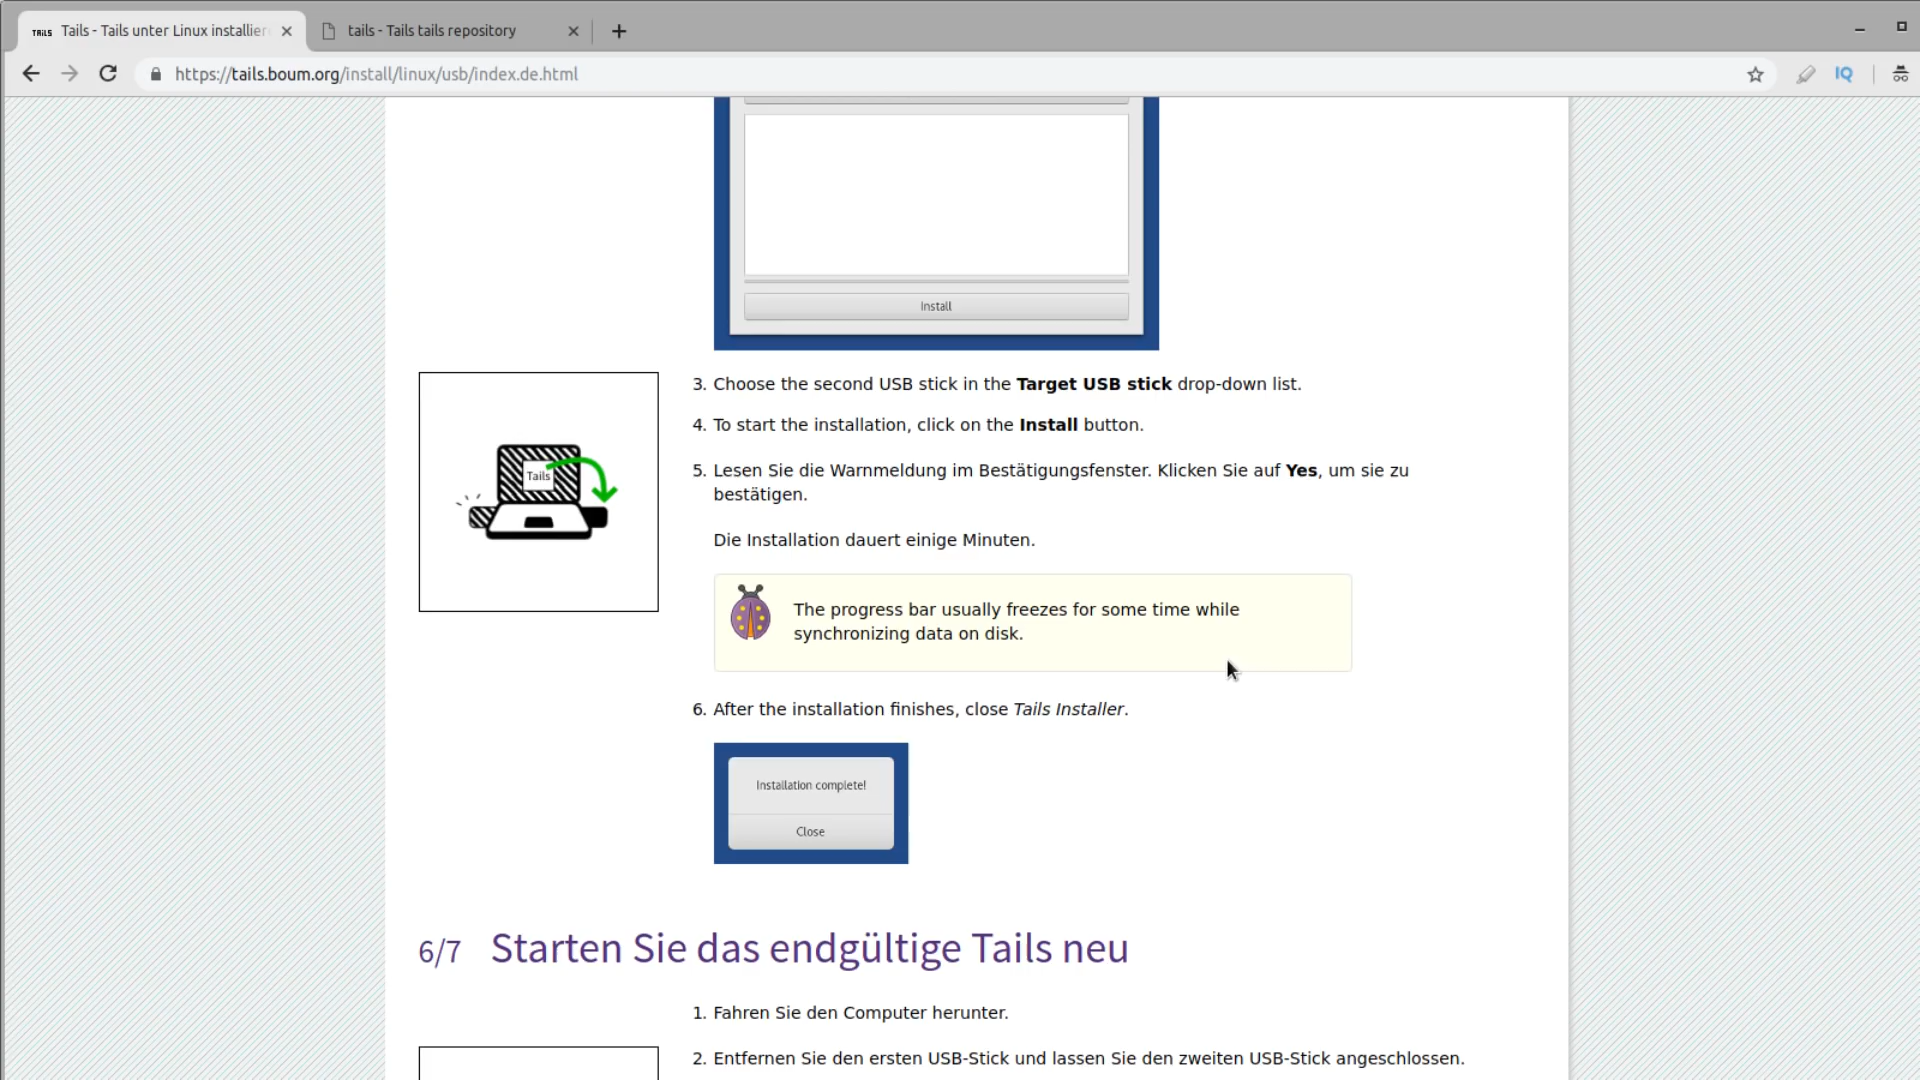 TAILS Tails - Tails unter Linux installier
tails - Tails tails repository
https://tails.boum.org/install/linux/usb/index.de.html
IQ
Install
3. Choose the second USB stick in the Target USB stick drop-down list.
4. To start the installation, click on the Install button.
5. Lesen Sie die Warnmeldung im Bestätigungsfenster. Klicken Sie auf Yes, um sie zu
bestätigen.
Tails
Die Installation dauert einige Minuten.
The progress bar usually freezes for some time while
synchronizing data on disk.
6. After the installation finishes, close Tails Installer.
Installation complete!
Close
6/7 Starten Sie das endgültige Tails neu
1. Fahren Sie den Computer herunter.
2. Entfernen Sie den ersten USB-Stick und lassen Sie den zweiten USB-Stick angeschlossen.